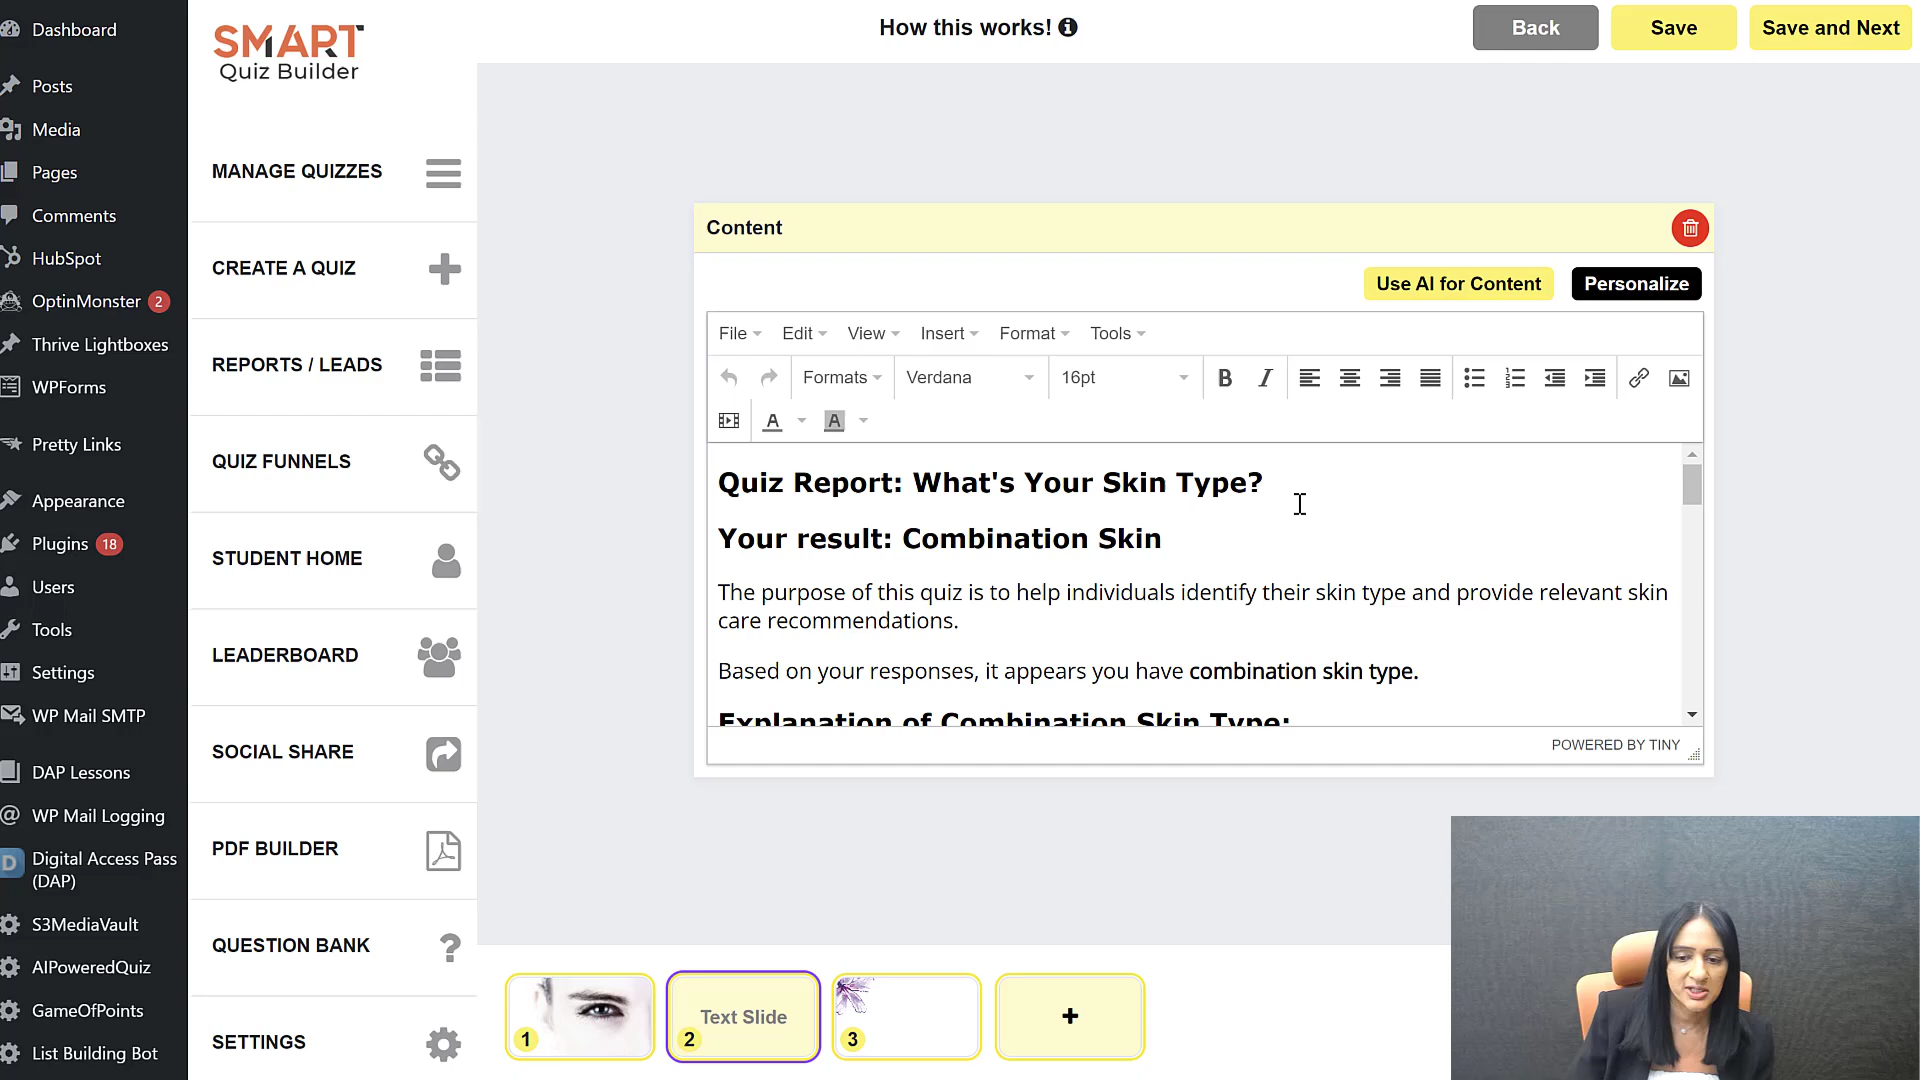 Dashboard
Posts
Media
Pages
Comments
HubSpot
OptinMonster 2
Thrive Lightboxes
WPForms
Pretty Links
Appearance
Plugins 18
Users
Tools
Settings
WP Mail SMTP
DAP Lessons
WP Mail Logging
D Digital Access Pass
(DAP)
S3MediaVault
AIPoweredQuiz
GameOfPoints
List Building Bot
SMART
Quiz Builder
MANAGE QUIZZES
CREATE A QUIZ
REPORTS / LEADS
QUIZ FUNNELS
STUDENT HOME
LEADERBOARD
SOCIAL SHARE
PDF BUILDER
QUESTION BANK ?
SETTINGS
How this works!
Back Save Save and Next
Content
Use AI for Content Personalize
File Edit View Insert Format Tools
Formats Verdana 16pt B I
A A
Quiz Report: What's Your Skin Type?
Your result: Combination Skin
The purpose of this quiz is to help individuals identify their skin type and provide relevant skin
care recommendations.
Based on your responses, it appears you have combination skin type.
Explanation of Combination Skin Type:
POWERED BY TINY
1
Text Slide
2
3
+